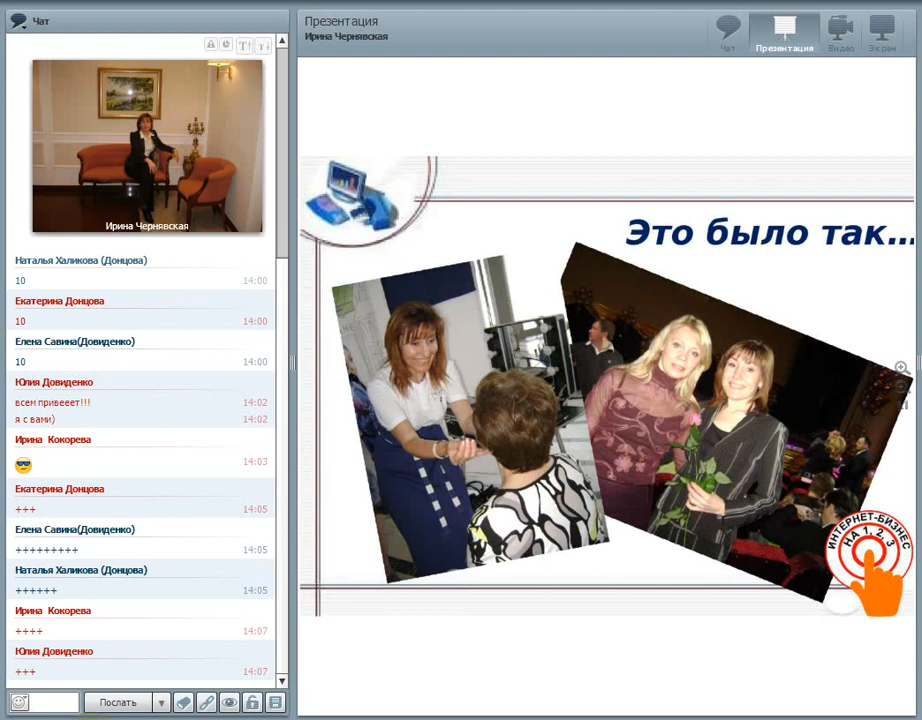 Чат
Ирина Чернявская
Наталья Халикова (Донцова)
10 14:00
Екатерина Донцова
10 14:00
Елена Савина(Довиденко)
10 14:00
Юлия Довиденко
всем привееет!!! 14:02
я с вами) 14:02
Ирина Кокорева
14:03
Екатерина Донцова
+++ 14:05
Елена Савина(Довиденко)
+++++++++ 14:05
Наталья Халикова (Донцова)
++++++ 14:05
Ирина Кокорева
++++ 14:07
Юлия Довиденко
+++ 14:07
Послать
Презентация
Ирина Чернявская
Чат
Презентация
Видео
Экран
Это было так...
ИНТЕРНЕТ-БИЗНЕС
НА 1, 2, 3